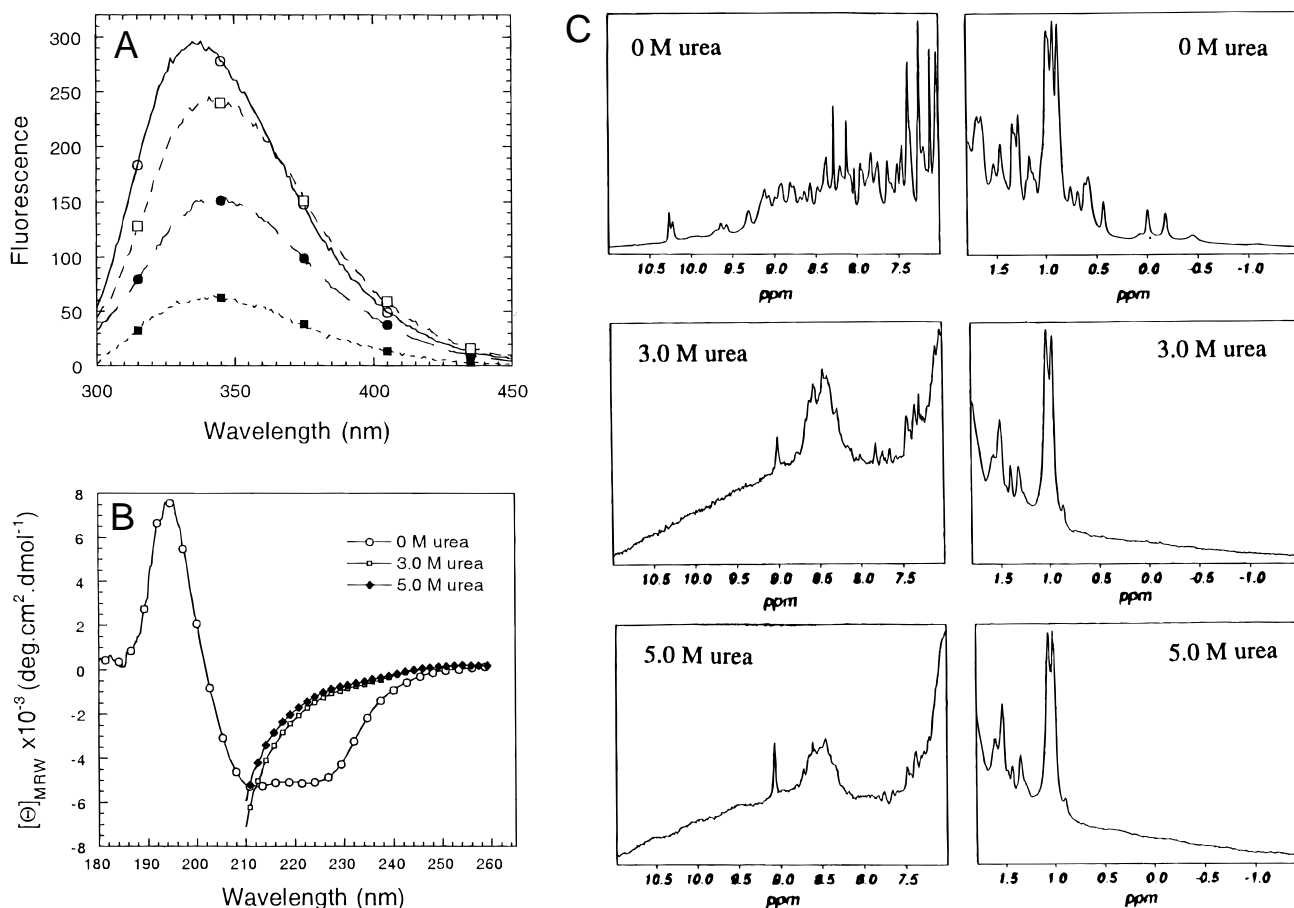 A
300
250
200
150
100
50
0
Fluorescence
300 350 400 450
Wavelength (nm)
B
8
6
4
2
0
-2
-4
-6
-8
[Θ]MRW x10-3 (deg.cm2.dmol-1)
0 M urea
3.0 M urea
5.0 M urea
180 190 200 210 220 230 240 250 260
Wavelength (nm)
C
0 M urea
10.5 10.0 9.5 9.0 8.5 8.0 7.5
ppm
0 M urea
1.5 1.0 0.5 0.0 -0.5 -1.0
ppm
3.0 M urea
10.5 10.0 9.5 9.0 8.5 8.0 7.5
ppm
3.0 M urea
1.5 1.0 0.5 0.0 -0.5 -1.0
ppm
5.0 M urea
10.5 10.0 9.5 9.0 8.5 8.0 7.5
ppm
5.0 M urea
1.5 1.0 0.5 0.0 -0.5 -1.0
ppm